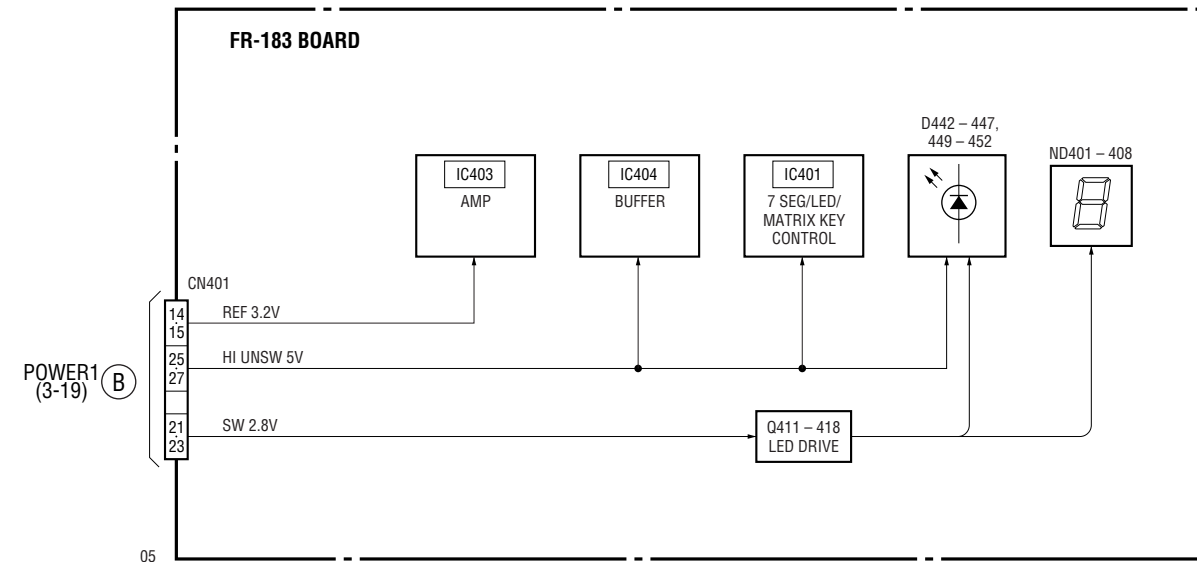 FR-183 BOARD
D442 – 447,
449 – 452
ND401 – 408
IC403
AMP
IC404
BUFFER
IC401
7 SEG/LED/
MATRIX KEY
CONTROL
CN401
14
15
REF 3.2V
25
27
HI UNSW 5V
POWER1
(3-19)
B
21
23
SW 2.8V
Q411 – 418
LED DRIVE
05